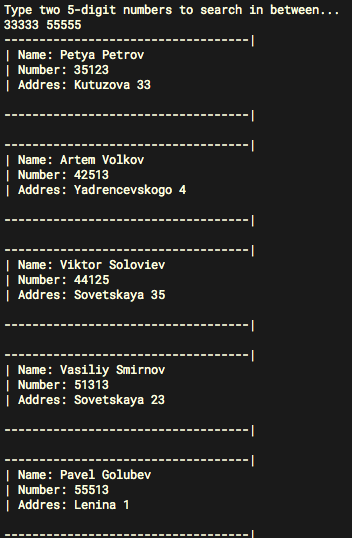 Type two 5-digit numbers to search in between...
33333 55555
-----------------------------------|
| Name: Petya Petrov
| Number: 35123
| Addres: Kutuzova 33
-----------------------------------|
-----------------------------------|
| Name: Artem Volkov
| Number: 42513
| Addres: Yadrencevskogo 4
-----------------------------------|
-----------------------------------|
| Name: Viktor Soloviev
| Number: 44125
| Addres: Sovetskaya 35
-----------------------------------|
-----------------------------------|
| Name: Vasiliy Smirnov
| Number: 51313
| Addres: Sovetskaya 23
-----------------------------------|
-----------------------------------|
| Name: Pavel Golubev
| Number: 55513
| Addres: Lenina 1
-----------------------------------|